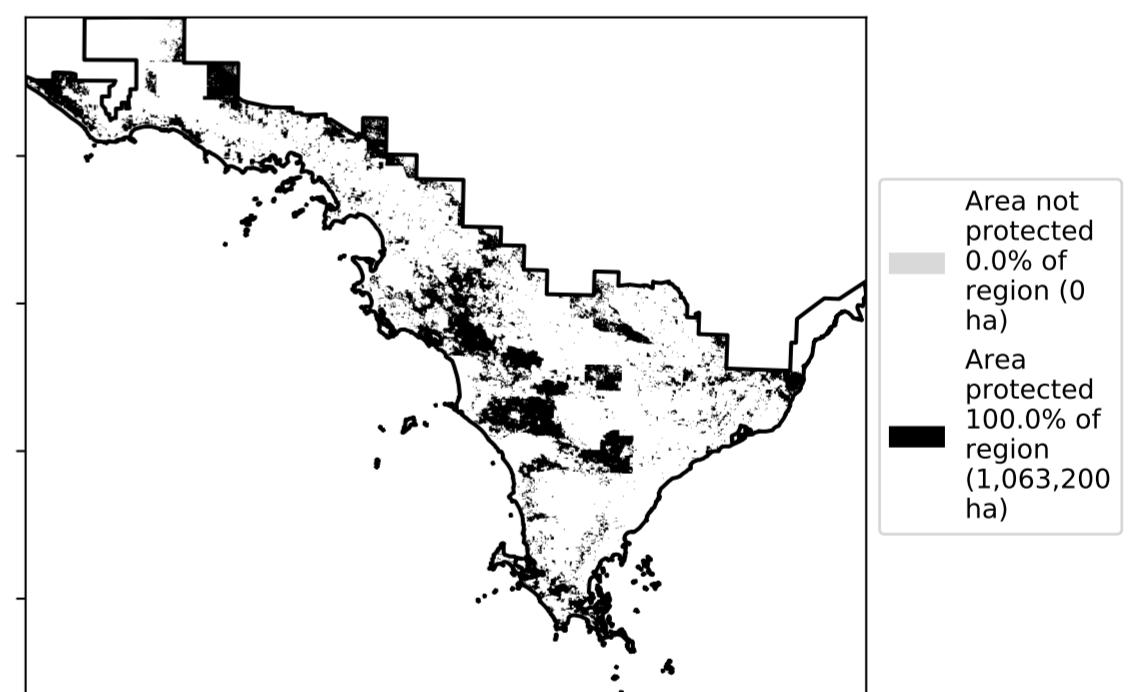 Area not
protected
0.0% of
region (0
ha)
Area
protected
100.0% of
region
(1,063,200
ha)